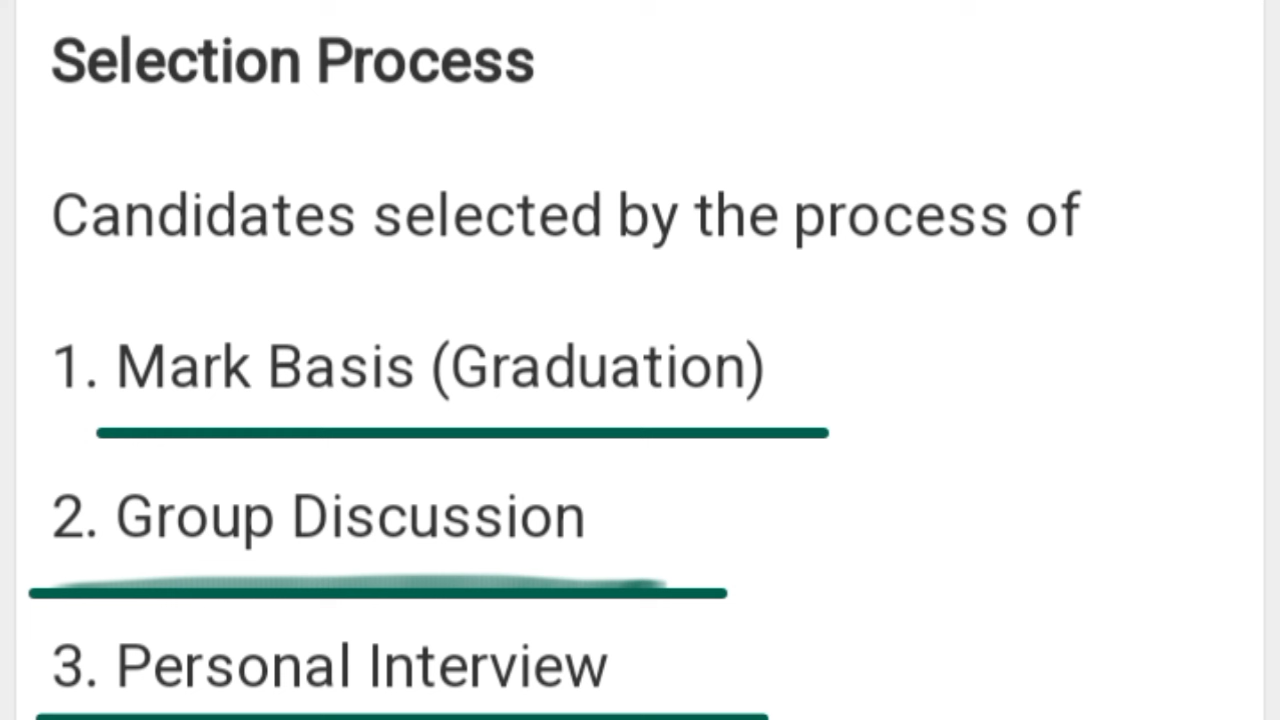 Selection Process
Candidates selected by the process of
1. Mark Basis (Graduation)
2. Group Discussion
3. Personal Interview